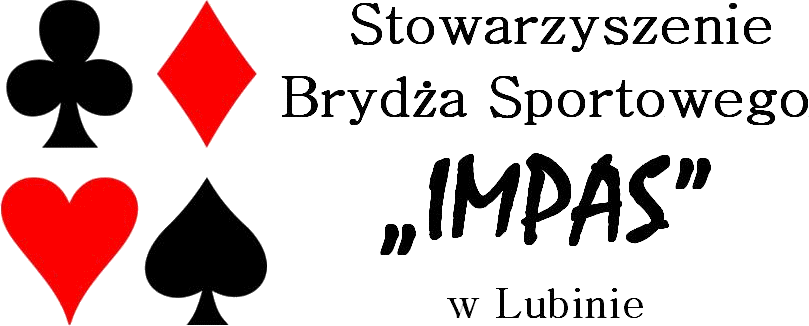 Stowarzyszenie
Brydża Sportowego
„IMPAS”
w Lubinie